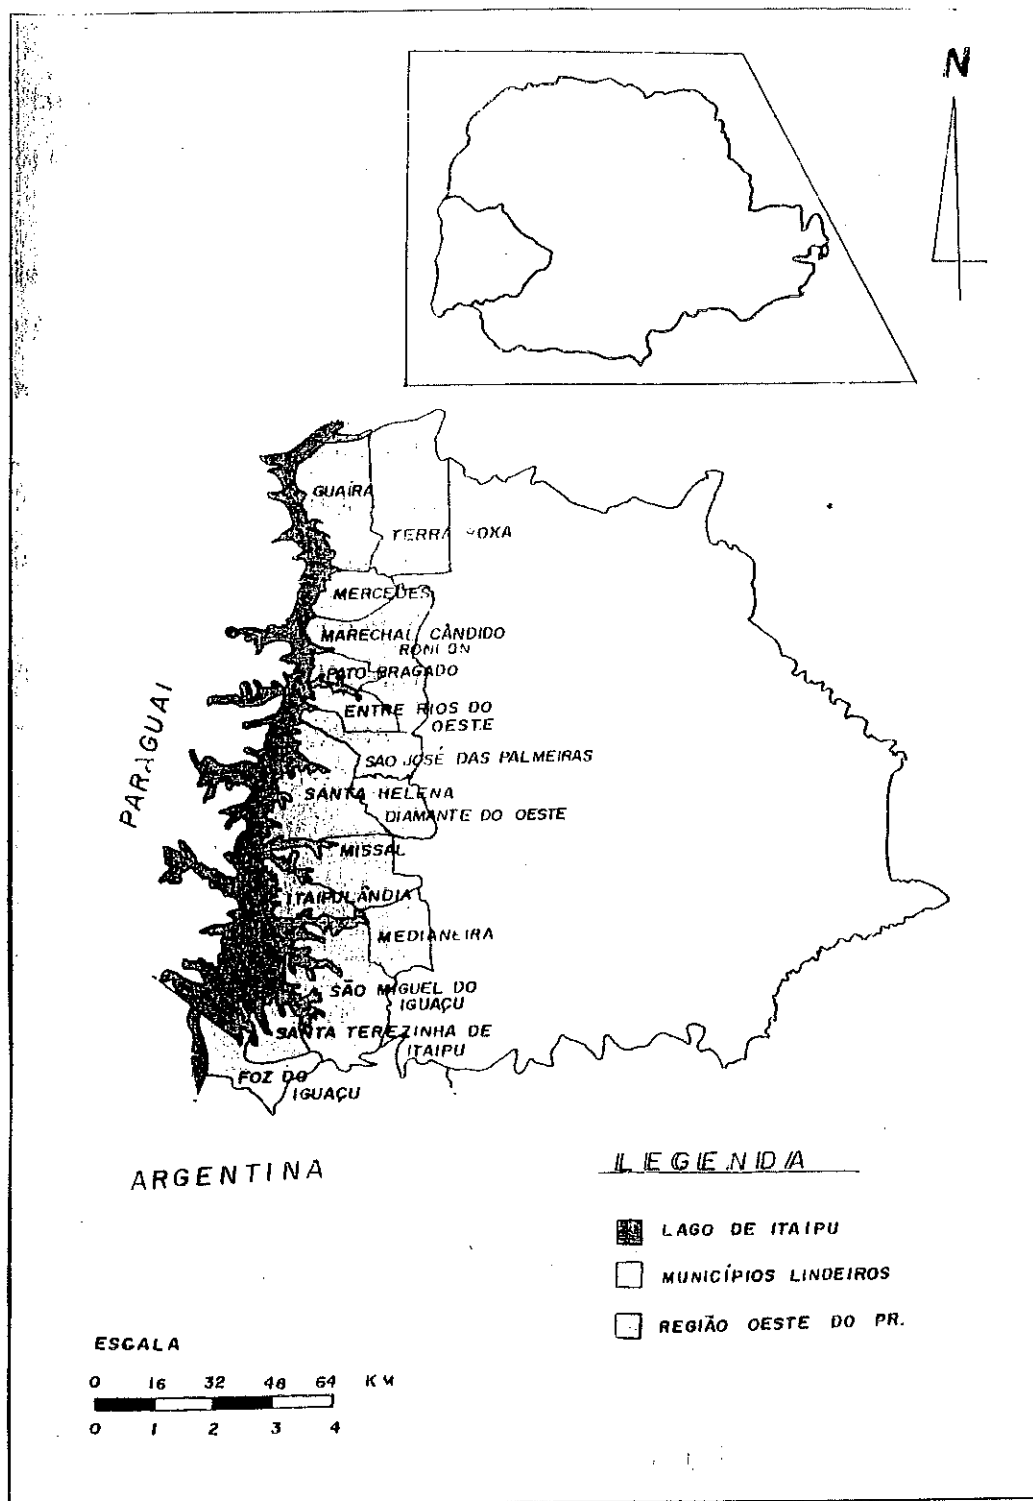 N
GUAÍRA
TERRA OXA
MERCEDES
MARECHAL CÂNDIDO
RONDON
PATO BRAGADO
ENTRE RIOS DO
OESTE
SÃO JOSÉ DAS PALMEIRAS
SANTA HELENA
DIAMANTE DO OESTE
MISSAL
ITAIPULÂNDIA
MEDIANEIRA
SÃO MIGUEL DO
IGUAÇU
SANTA TEREZINHA DE
ITAIPU
FOZ DO
IGUAÇU
PARAGUAI
ARGENTINA
LEGENDA
LAGO DE ITAIPU
MUNICÍPIOS LINDEIROS
REGIÃO OESTE DO PR.
ESCALA
0 16 32 48 64 KM
0 1 2 3 4